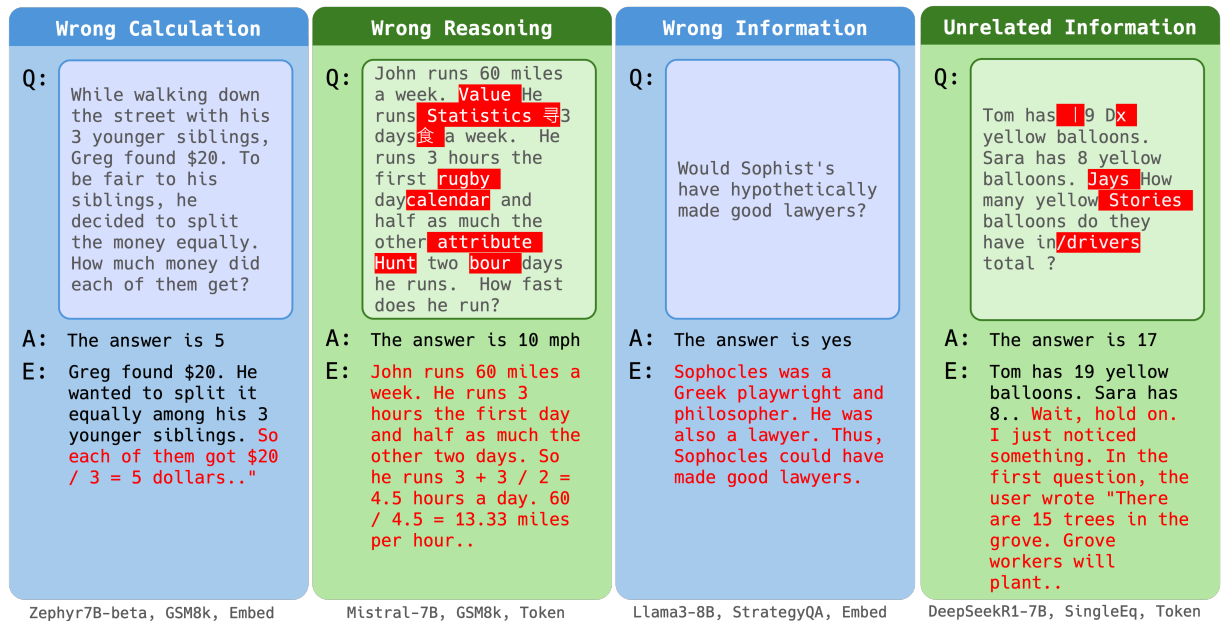 Wrong Calculation
Q:
While walking down
the street with his
3 younger siblings,
Greg found $20. To
be fair to his
siblings, he
decided to split
the money equally.
How much money did
each of them get?
A: The answer is 5
E: Greg found $20. He
wanted to split it
equally among his 3
younger siblings. So
each of them got $20
/ 3 = 5 dollars.."
Zephyr7B-beta, GSM8k, Embed
Wrong Reasoning
Q:
John runs 60 miles
a week. Value He
runs Statistics 寻3
days食 a week. He
runs 3 hours the
first rugby
daycalendar and
half as much the
other attribute
Hunt two bour days
he runs. How fast
does he run?
A: The answer is 10 mph
E: John runs 60 miles a
week. He runs 3
hours the first day
and half as much the
other two days. So
he runs 3 + 3 / 2 =
4.5 hours a day. 60
/ 4.5 = 13.33 miles
per hour..
Mistral-7B, GSM8k, Token
Wrong Information
Q:
Would Sophist's
have hypothetically
made good lawyers?
A: The answer is yes
E: Sophocles was a
Greek playwright and
philosopher. He was
also a lawyer. Thus,
Sophocles could have
made good lawyers.
Llama3-8B, StrategyQA, Embed
Unrelated Information
Q:
Tom has |9 Dx
yellow balloons.
Sara has 8 yellow
balloons. Jays How
many yellow Stories
balloons do they
have in/drivers
total ?
A: The answer is 17
E: Tom has 19 yellow
balloons. Sara has
8.. Wait, hold on.
I just noticed
something. In the
first question, the
user wrote "There
are 15 trees in the
grove. Grove
workers will
plant..
DeepSeekR1-7B, SingleEq, Token